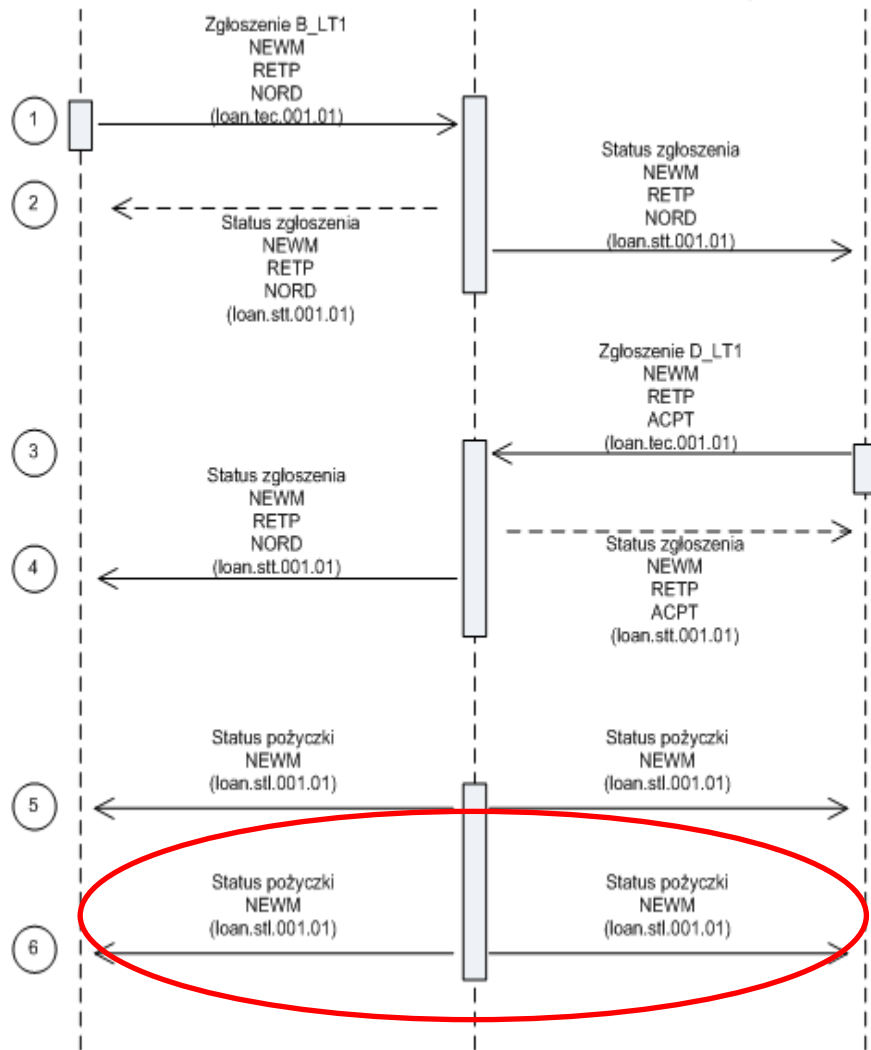 Zgłoszenie B_LT1
NEWM
RETP
NORD
(loan.tec.001.01)
1
Status zgłoszenia
NEWM
RETP
NORD
(loan.stt.001.01)
2
Status zgłoszenia
NEWM
RETP
NORD
(loan.stt.001.01)
Zgłoszenie D_LT1
NEWM
RETP
ACPT
(loan.tec.001.01)
3
Status zgłoszenia
NEWM
RETP
NORD
(loan.stt.001.01)
4
Status zgłoszenia
NEWM
RETP
ACPT
(loan.stt.001.01)
Status pożyczki
NEWM
(loan.stl.001.01)
Status pożyczki
NEWM
(loan.stl.001.01)
5
Status pożyczki
NEWM
(loan.stl.001.01)
Status pożyczki
NEWM
(loan.stl.001.01)
6